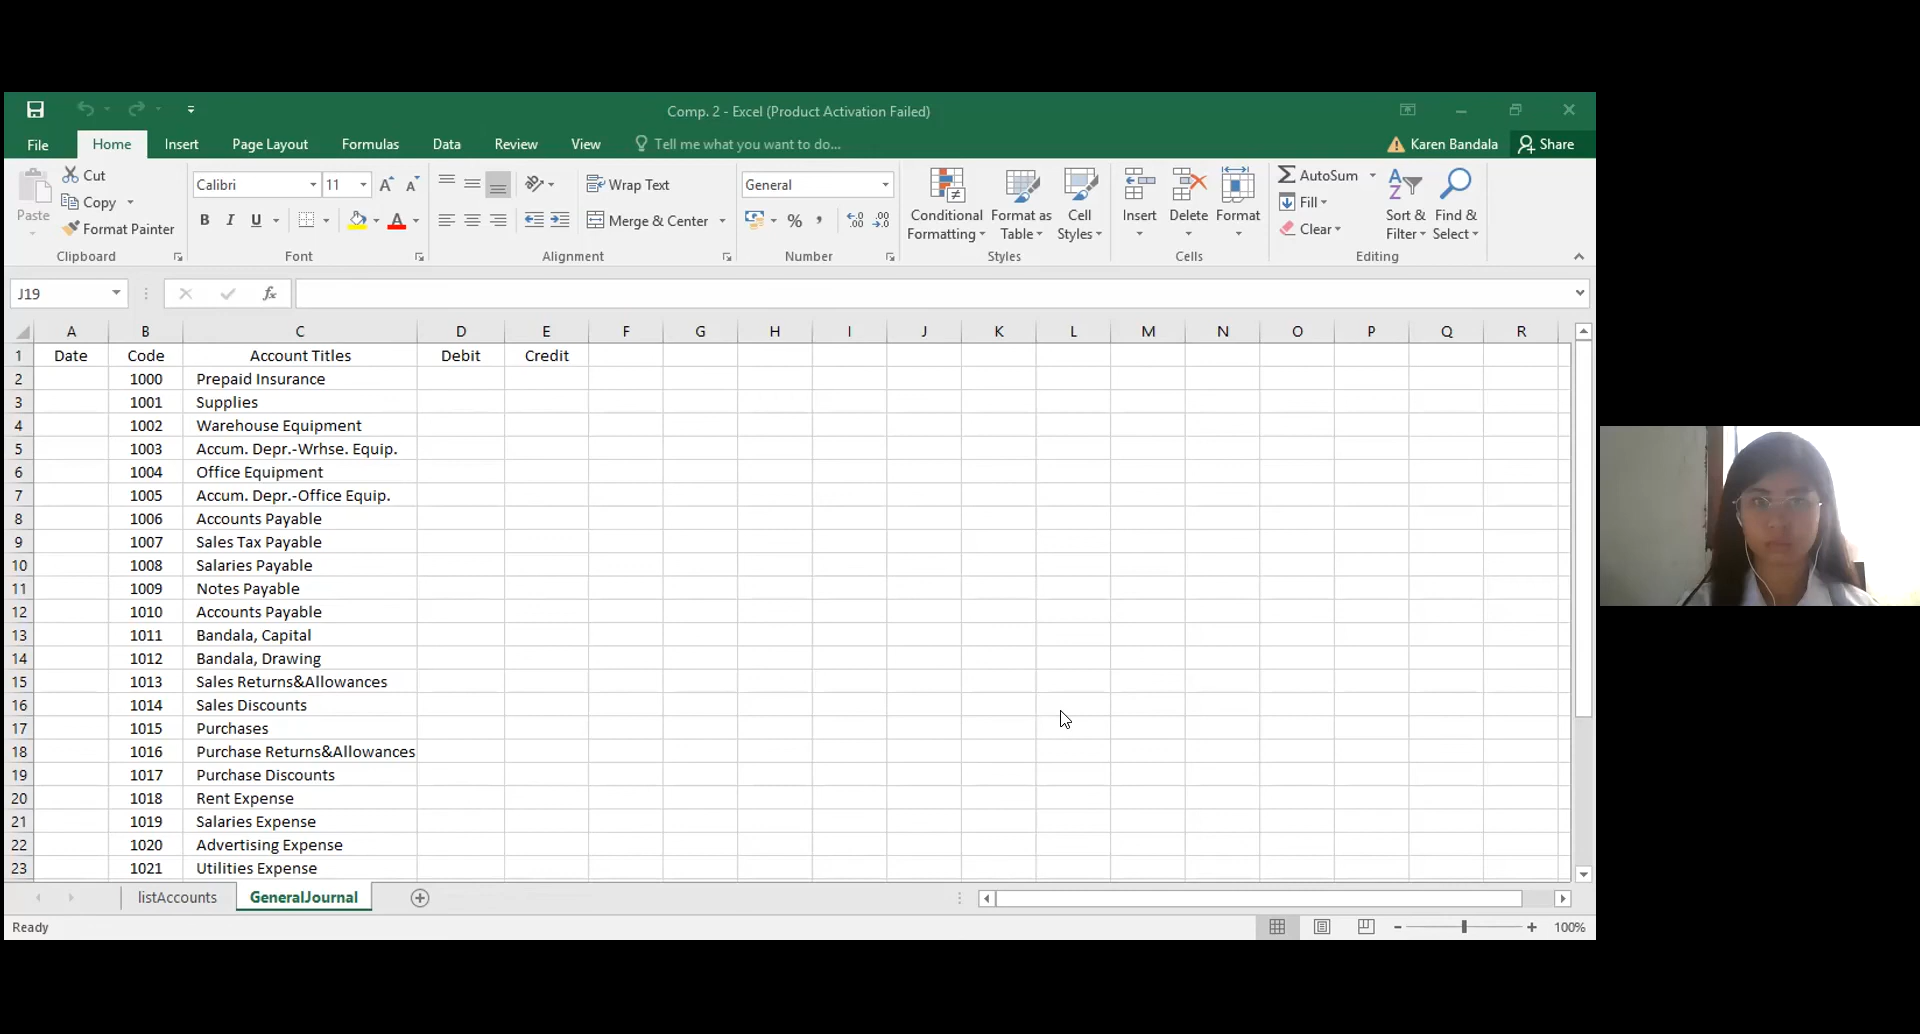 Comp. 2 - Excel (Product Activation Failed)
File Home Insert Page Layout Formulas Data Review View Tell me what you want to do... Karen Bandala Share
Paste
Cut
Copy
Format Painter
Clipboard
Calibri 11
B I U A
Font
Wrap Text
Merge & Center
Alignment
General
% , .0 .00 .00 .0
Number
Conditional Formatting
Format as Table
Cell Styles
Styles
Insert Delete Format
Cells
AutoSum
Fill
Clear
Sort & Filter
Find & Select
Editing
J19 fx
A B C D E F G H I J K L M N O P Q R
1 Date Code Account Titles Debit Credit
2 1000 Prepaid Insurance
3 1001 Supplies
4 1002 Warehouse Equipment
5 1003 Accum. Depr.-Wrhse. Equip.
6 1004 Office Equipment
7 1005 Accum. Depr.-Office Equip.
8 1006 Accounts Payable
9 1007 Sales Tax Payable
10 1008 Salaries Payable
11 1009 Notes Payable
12 1010 Accounts Payable
13 1011 Bandala, Capital
14 1012 Bandala, Drawing
15 1013 Sales Returns&Allowances
16 1014 Sales Discounts
17 1015 Purchases
18 1016 Purchase Returns&Allowances
19 1017 Purchase Discounts
20 1018 Rent Expense
21 1019 Salaries Expense
22 1020 Advertising Expense
23 1021 Utilities Expense
listAccounts GeneralJournal
Ready 100%